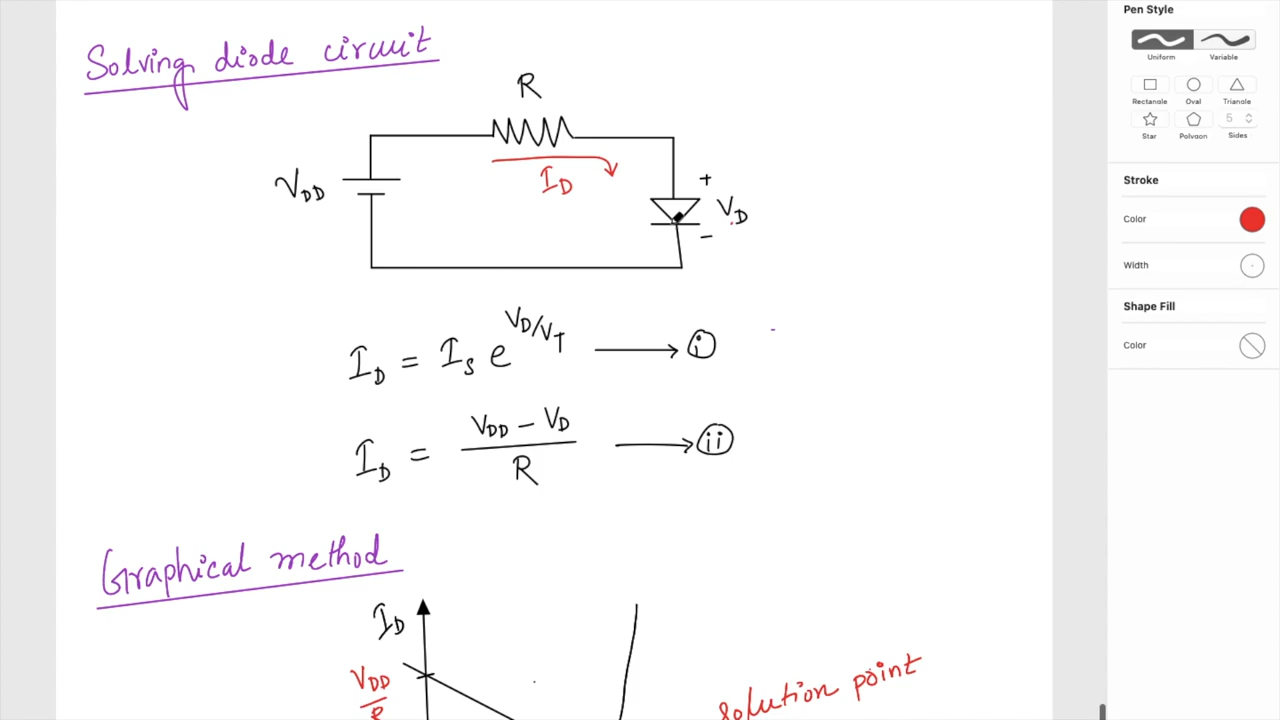 Solving diode circuit
R
I_D
V_DD
+
V_D
−
I_D = I_S e^{V_D/V_T} ⟶ (i)
I_D = (V_DD − V_D) / R ⟶ (ii)
Graphical method
I_D
V_DD / R
solution point
Pen Style
Uniform Variable
Rectangle Oval Triangle
Star Polygon 5 Sides
Stroke
Color
Width
Shape Fill
Color